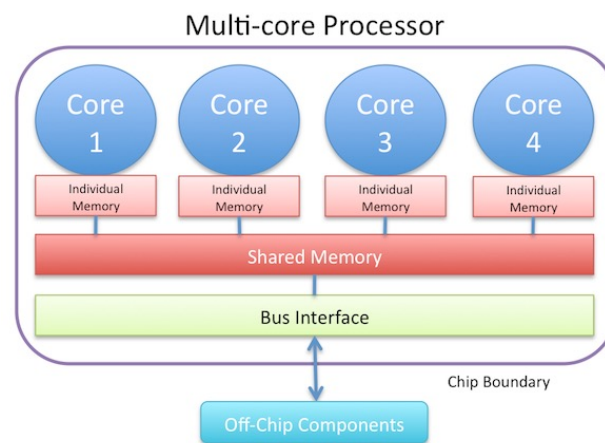 Multi-core Processor
Core
1
Core
2
Core
3
Core
4
Individual
Memory
Individual
Memory
Individual
Memory
Individual
Memory
Shared Memory
Bus Interface
Chip Boundary
Off-Chip Components